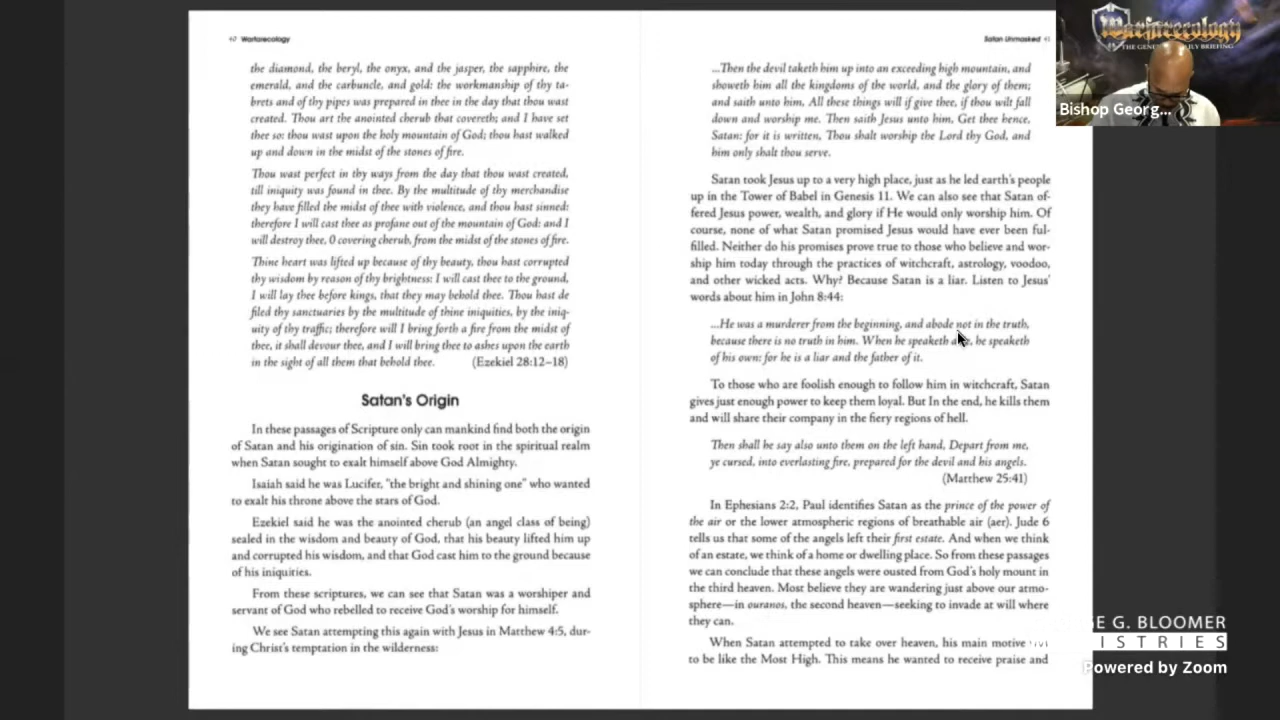 40 Warfarecology
the diamond, the beryl, the onyx, and the jasper, the sapphire, the
emerald, and the carbuncle, and gold: the workmanship of thy ta-
brets and of thy pipes was prepared in thee in the day that thou wast
created. Thou art the anointed cherub that covereth; and I have set
thee so: thou wast upon the holy mountain of God; thou hast walked
up and down in the midst of the stones of fire.
Thou wast perfect in thy ways from the day that thou wast created,
till iniquity was found in thee. By the multitude of thy merchandise
they have filled the midst of thee with violence, and thou hast sinned:
therefore I will cast thee as profane out of the mountain of God: and I
will destroy thee, O covering cherub, from the midst of the stones of fire.
Thine heart was lifted up because of thy beauty, thou hast corrupted
thy wisdom by reason of thy brightness: I will cast thee to the ground,
I will lay thee before kings, that they may behold thee. Thou hast de
filed thy sanctuaries by the multitude of thine iniquities, by the iniq-
uity of thy traffic; therefore will I bring forth a fire from the midst of
thee, it shall devour thee, and I will bring thee to ashes upon the earth
in the sight of all them that behold thee. (Ezekiel 28:12–18)
Satan's Origin
In these passages of Scripture only can mankind find both the origin
of Satan and his origination of sin. Sin took root in the spiritual realm
when Satan sought to exalt himself above God Almighty.
Isaiah said he was Lucifer, "the bright and shining one" who wanted
to exalt his throne above the stars of God.
Ezekiel said he was the anointed cherub (an angel class of being)
sealed in the wisdom and beauty of God, that his beauty lifted him up
and corrupted his wisdom, and that God cast him to the ground because
of his iniquities.
From these scriptures, we can see that Satan was a worshiper and
servant of God who rebelled to receive God's worship for himself.
We see Satan attempting this again with Jesus in Matthew 4:5, dur-
ing Christ's temptation in the wilderness:
Satan Unmasked 41
...Then the devil taketh him up into an exceeding high mountain, and
showeth him all the kingdoms of the world, and the glory of them;
and saith unto him, All these things will if give thee, if thou wilt fall
down and worship me. Then saith Jesus unto him, Get thee hence,
Satan: for it is written, Thou shalt worship the Lord thy God, and
him only shalt thou serve.
Satan took Jesus up to a very high place, just as he led earth's people
up in the Tower of Babel in Genesis 11. We can also see that Satan of-
fered Jesus power, wealth, and glory if He would only worship him. Of
course, none of what Satan promised Jesus would have ever been ful-
filled. Neither do his promises prove true to those who believe and wor-
ship him today through the practices of witchcraft, astrology, voodoo,
and other wicked acts. Why? Because Satan is a liar. Listen to Jesus'
words about him in John 8:44:
...He was a murderer from the beginning, and abode not in the truth,
because there is no truth in him. When he speaketh a he speaketh
of his own: for he is a liar and the father of it.
To those who are foolish enough to follow him in witchcraft, Satan
gives just enough power to keep them loyal. But In the end, he kills them
and will share their company in the fiery regions of hell.
Then shall he say also unto them on the left hand, Depart from me,
ye cursed, into everlasting fire, prepared for the devil and his angels.
(Matthew 25:41)
In Ephesians 2:2, Paul identifies Satan as the prince of the power of
the air or the lower atmospheric regions of breathable air (aer). Jude 6
tells us that some of the angels left their first estate. And when we think
of an estate, we think of a home or dwelling place. So from these passages
we can conclude that these angels were ousted from God's holy mount in
the third heaven. Most believe they are wandering just above our atmo-
sphere—in ouranos, the second heaven—seeking to invade at will where
they can.
When Satan attempted to take over heaven, his main motive
to be like the Most High. This means he wanted to receive praise and
Warfarecology
Bishop Georg...
G. BLOOMER
ISTRIES
Powered by Zoom